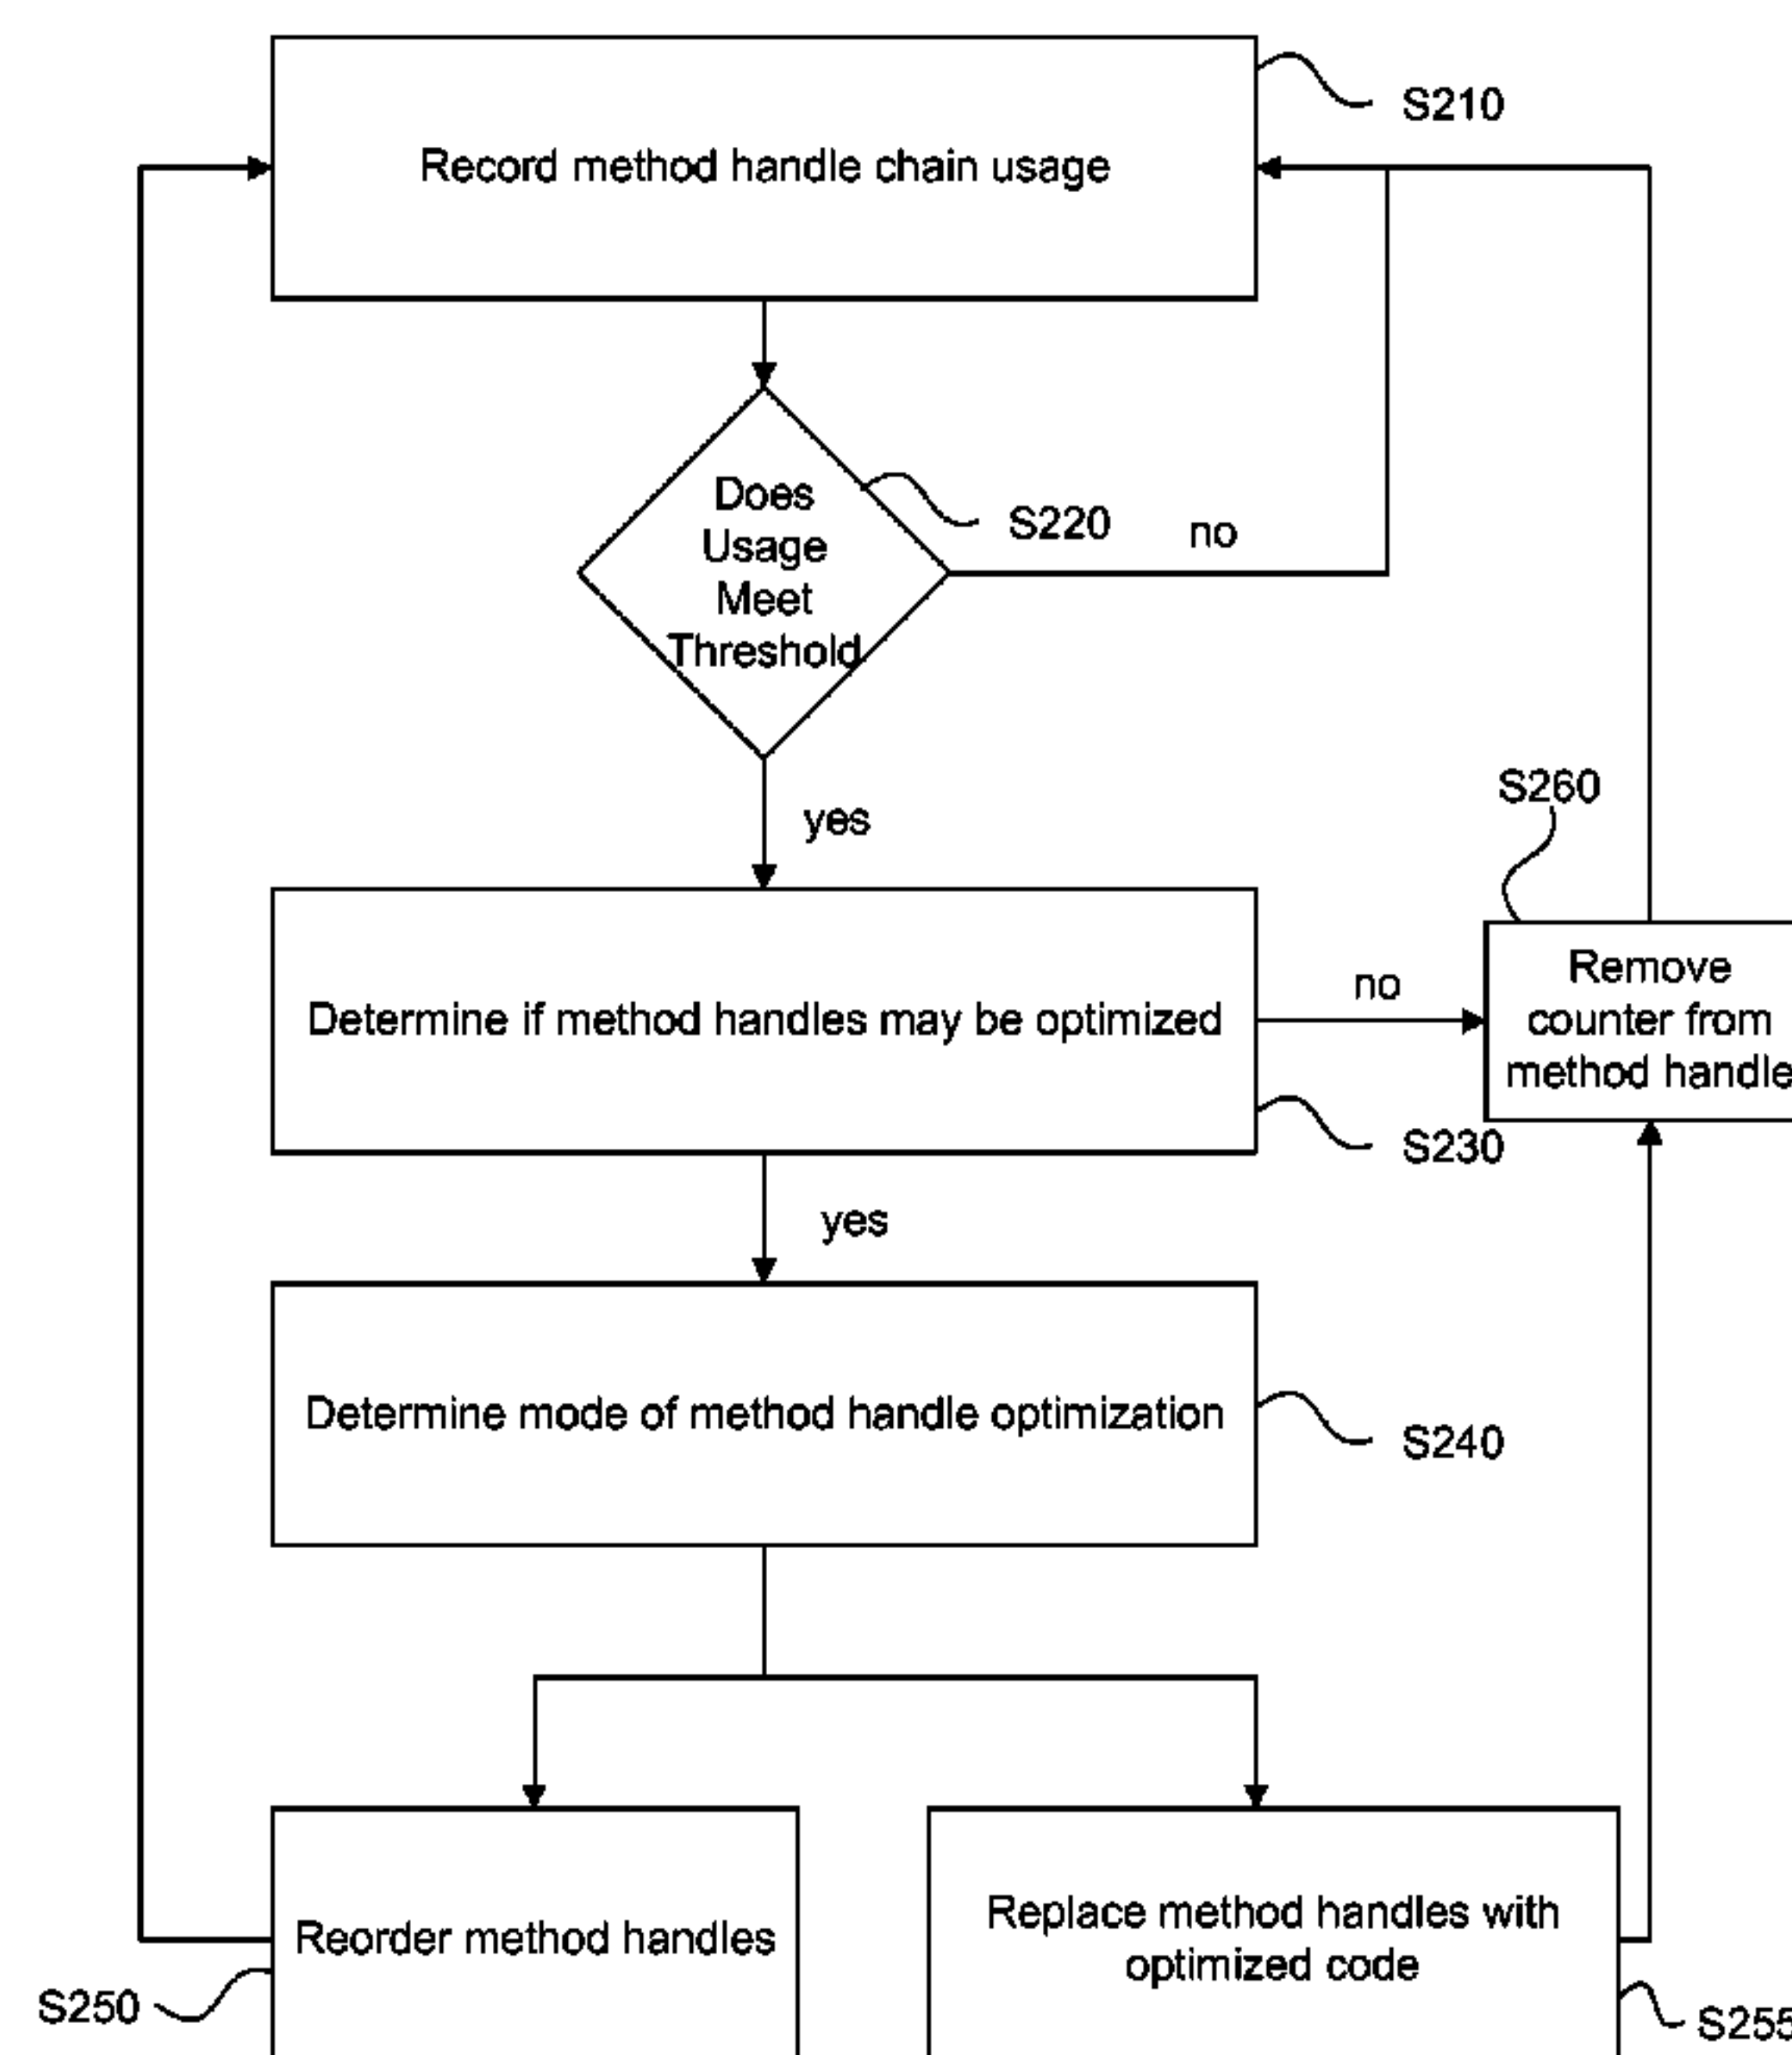 S210
Record method handle chain usage
Does
Usage
Meet
Threshold
S220
no
yes
S260
Remove
counter from
method handle
no
Determine if method handles may be optimized
S230
yes
Determine mode of method handle optimization
S240
Reorder method handles
Replace method handles with
optimized code
S250
S255